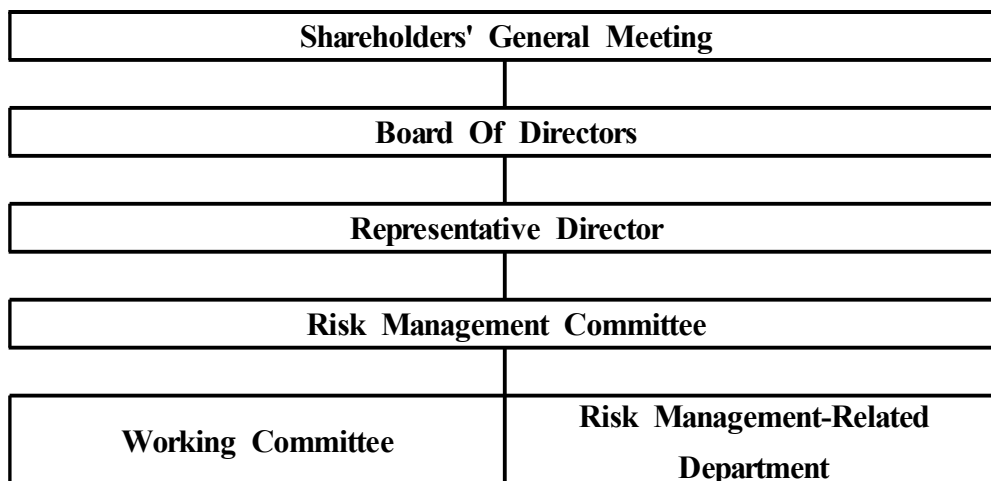 Shareholders' General Meeting
Board Of Directors
Representative Director
Risk Management Committee
Working Committee
Risk Management-Related
Department